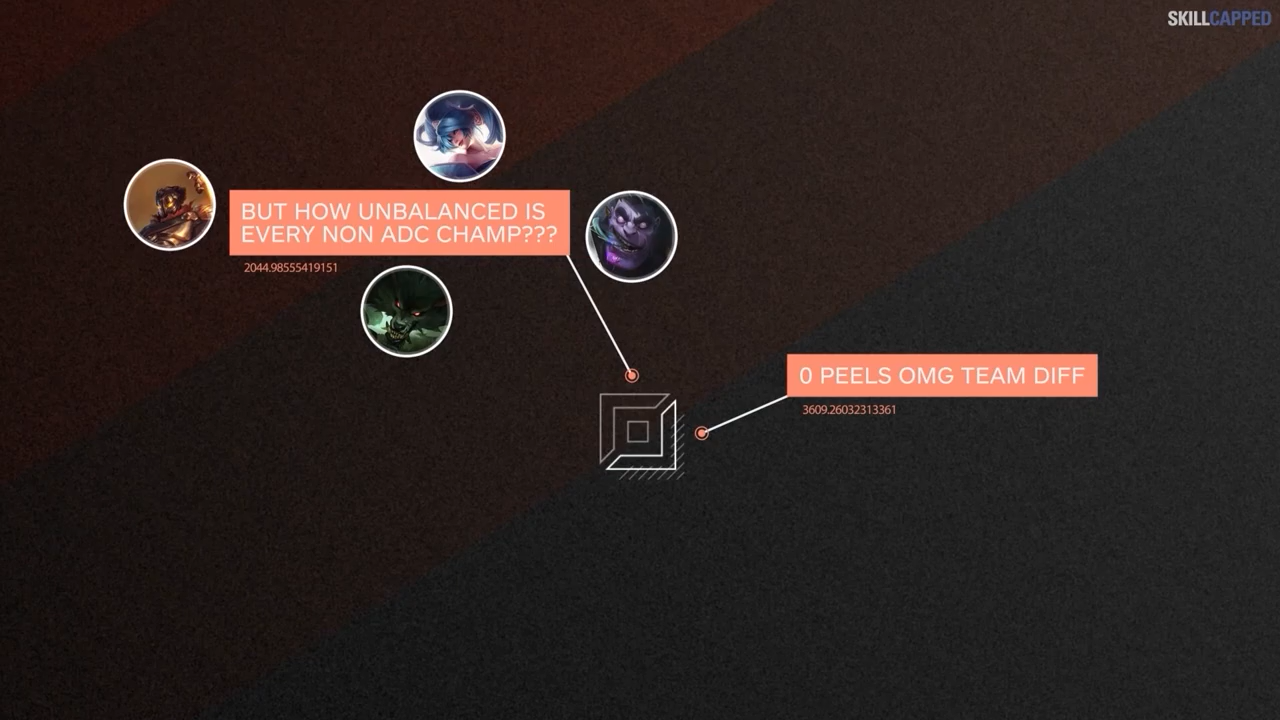 SKILLCAPPED
BUT HOW UNBALANCED IS
EVERY NON ADC CHAMP???
2044.98555419151
0 PEELS OMG TEAM DIFF
3609.26032313361